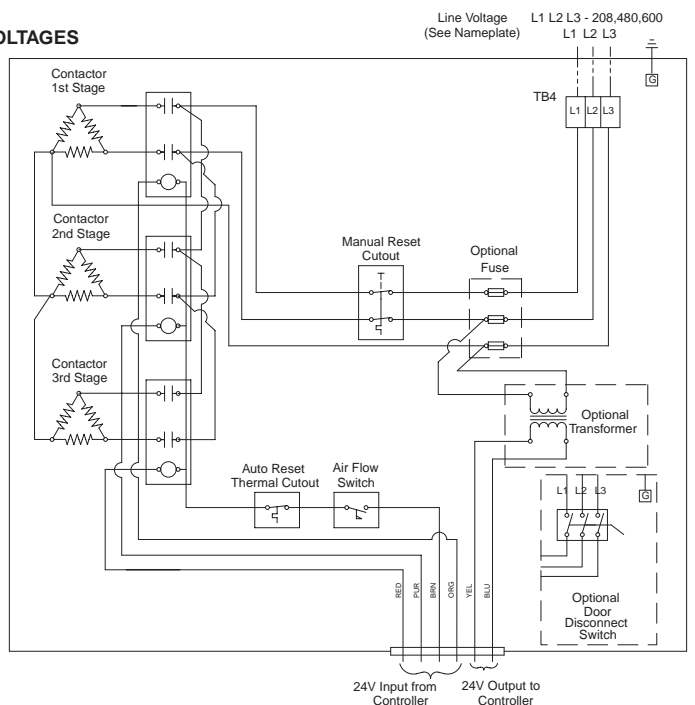 OLTAGES
Line Voltage L1 L2 L3 - 208,480,600
(See Nameplate) L1 L2 L3
G
TB4
L1 L2 L3
Contactor
1st Stage
Contactor
2nd Stage
Contactor
3rd Stage
Manual Reset
Cutout
Optional
Fuse
Optional
Transformer
Auto Reset
Thermal Cutout
Air Flow
Switch
L1 L2 L3
G
Optional
Door
Disconnect
Switch
RED
PUR
BRN
ORG
YEL
BLU
24V Input from
Controller
24V Output to
Controller